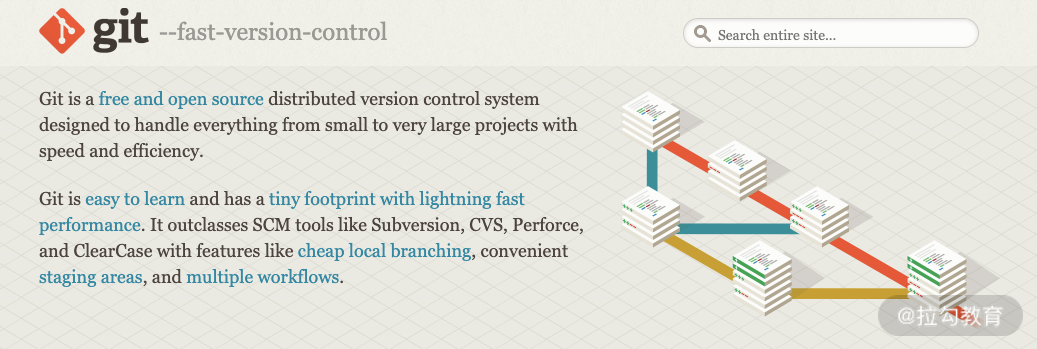 git --fast-version-control
Search entire site...
Git is a free and open source distributed version control system
designed to handle everything from small to very large projects with
speed and efficiency.
Git is easy to learn and has a tiny footprint with lightning fast
performance. It outclasses SCM tools like Subversion, CVS, Perforce,
and ClearCase with features like cheap local branching, convenient
staging areas, and multiple workflows.
@拉勾教育